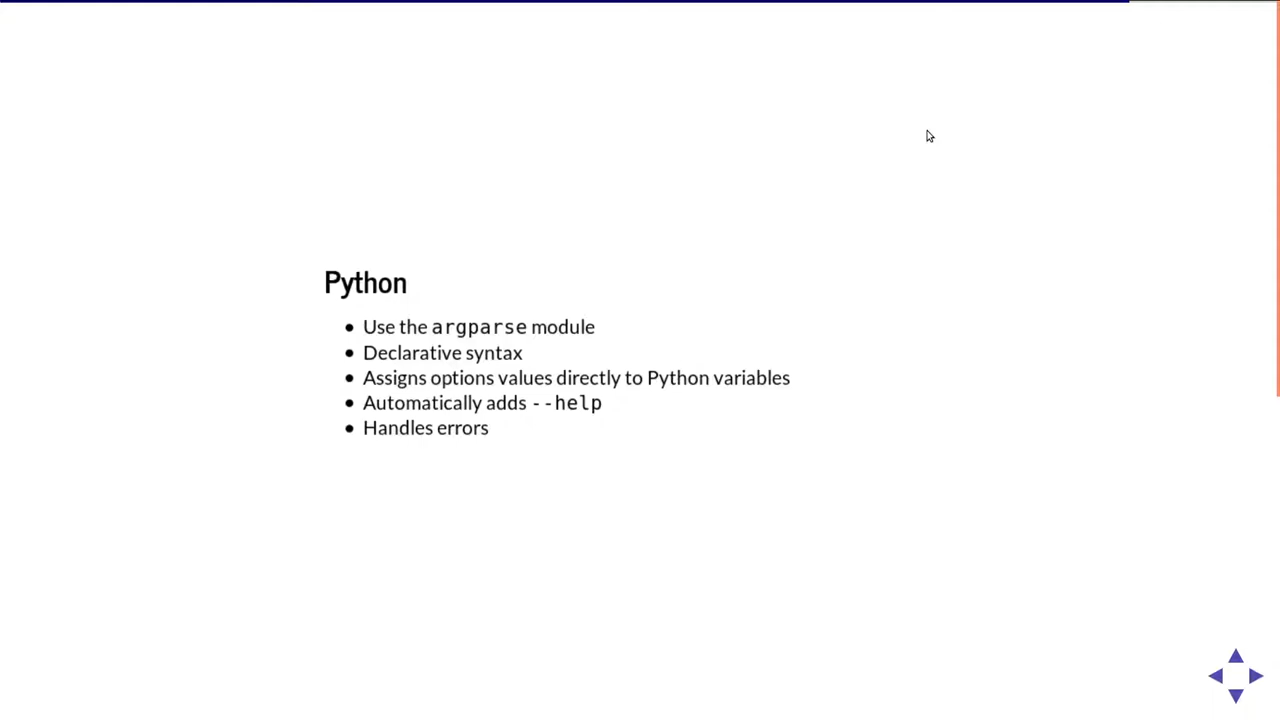 Python
• Use the argparse module
• Declarative syntax
• Assigns options values directly to Python variables
• Automatically adds --help
• Handles errors